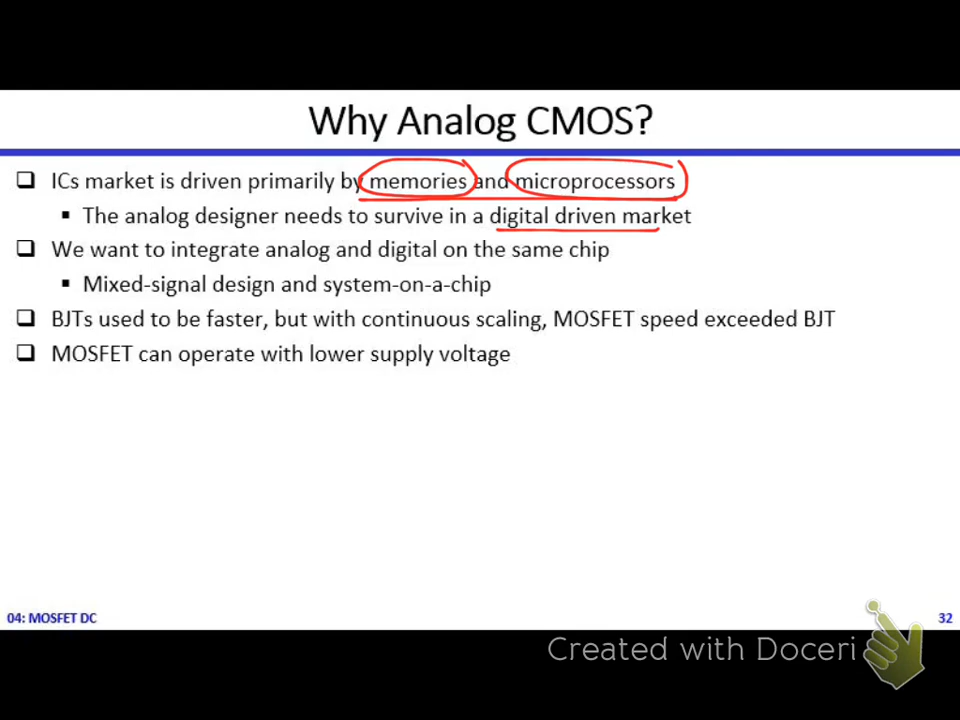 Why Analog CMOS?
ICs market is driven primarily by memories and microprocessors
The analog designer needs to survive in a digital driven market
We want to integrate analog and digital on the same chip
Mixed-signal design and system-on-a-chip
BJTs used to be faster, but with continuous scaling, MOSFET speed exceeded BJT
MOSFET can operate with lower supply voltage
04: MOSFET DC
32
Created with Doceri